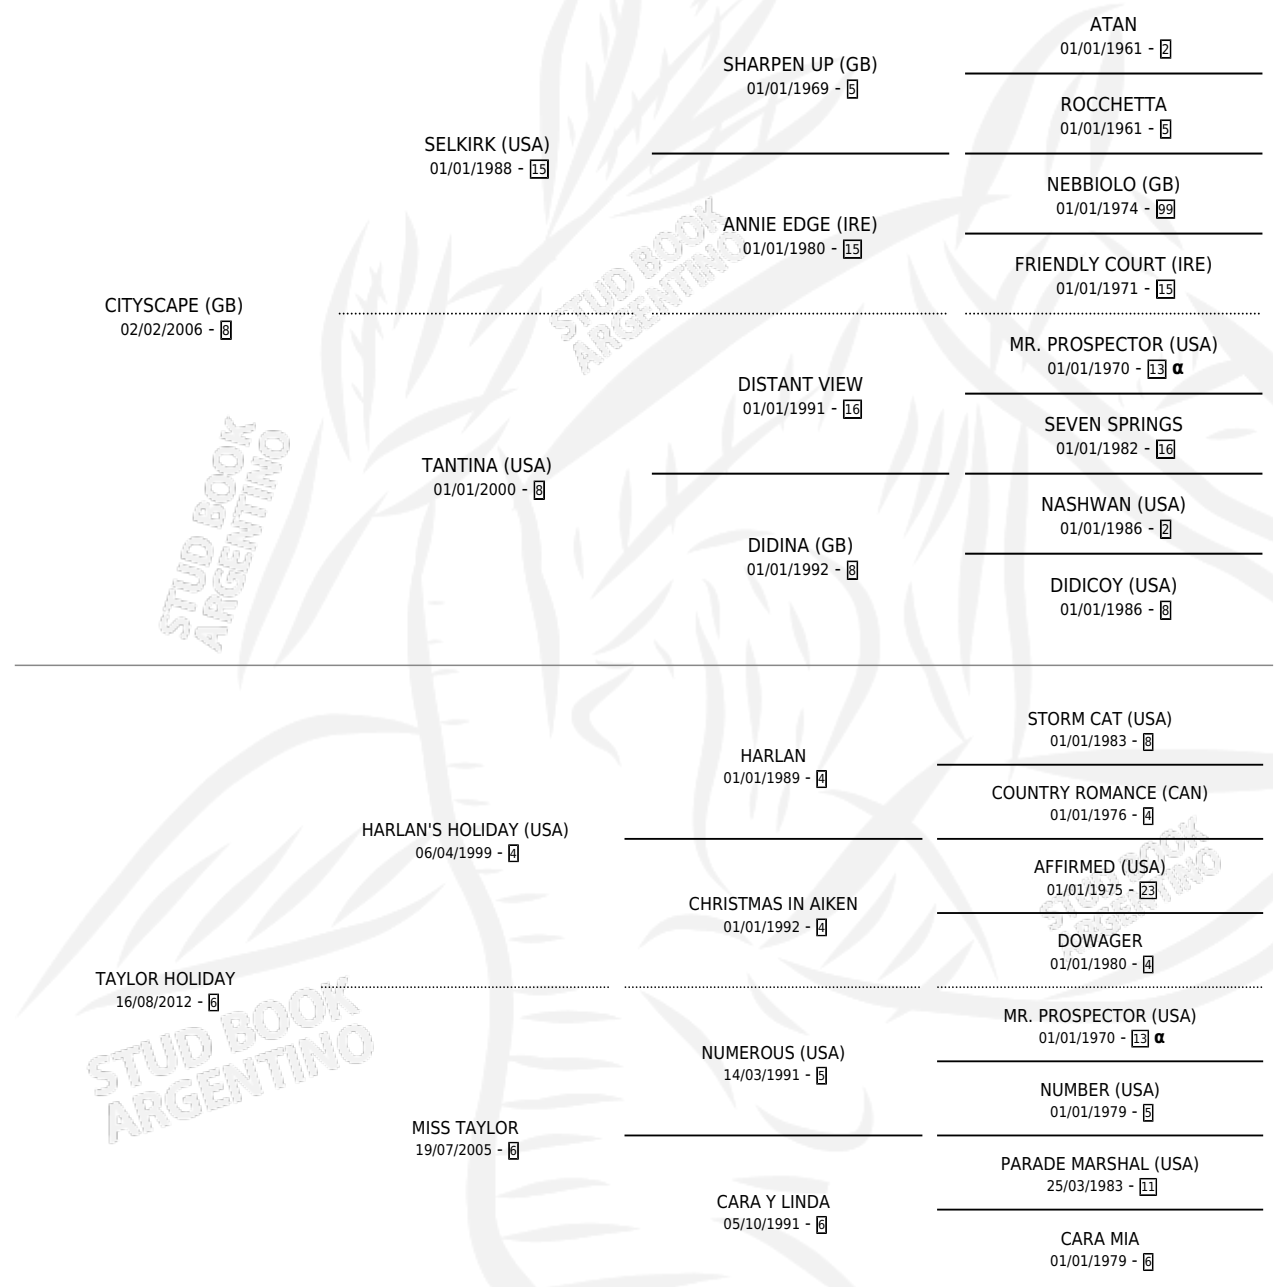 ATAN
01/01/1961 - 2
SHARPEN UP (GB)
01/01/1969 - 5
ROCCHETTA
01/01/1961 - 5
SELKIRK (USA)
01/01/1988 - 15
NEBBIOLO (GB)
01/01/1974 - 99
ANNIE EDGE (IRE)
01/01/1980 - 15
FRIENDLY COURT (IRE)
01/01/1971 - 15
CITYSCAPE (GB)
02/02/2006 - 8
MR. PROSPECTOR (USA)
01/01/1970 - 13 α
DISTANT VIEW
01/01/1991 - 16
SEVEN SPRINGS
01/01/1982 - 16
TANTINA (USA)
01/01/2000 - 8
NASHWAN (USA)
01/01/1986 - 2
DIDINA (GB)
01/01/1992 - 8
DIDICOY (USA)
01/01/1986 - 8
STORM CAT (USA)
01/01/1983 - 8
HARLAN
01/01/1989 - 4
COUNTRY ROMANCE (CAN)
01/01/1976 - 4
HARLAN'S HOLIDAY (USA)
06/04/1999 - 4
AFFIRMED (USA)
01/01/1975 - 23
CHRISTMAS IN AIKEN
01/01/1992 - 4
DOWAGER
01/01/1980 - 4
TAYLOR HOLIDAY
16/08/2012 - 6
MR. PROSPECTOR (USA)
01/01/1970 - 13 α
NUMEROUS (USA)
14/03/1991 - 5
NUMBER (USA)
01/01/1979 - 5
MISS TAYLOR
19/07/2005 - 6
PARADE MARSHAL (USA)
25/03/1983 - 11
CARA Y LINDA
05/10/1991 - 6
CARA MIA
01/01/1979 - 6
STUD BOOK
ARGENTINO
STUD BOOK
ARGENTINO
STUD BOOK
ARGENTINO
STUD BOOK
ARGENTINO